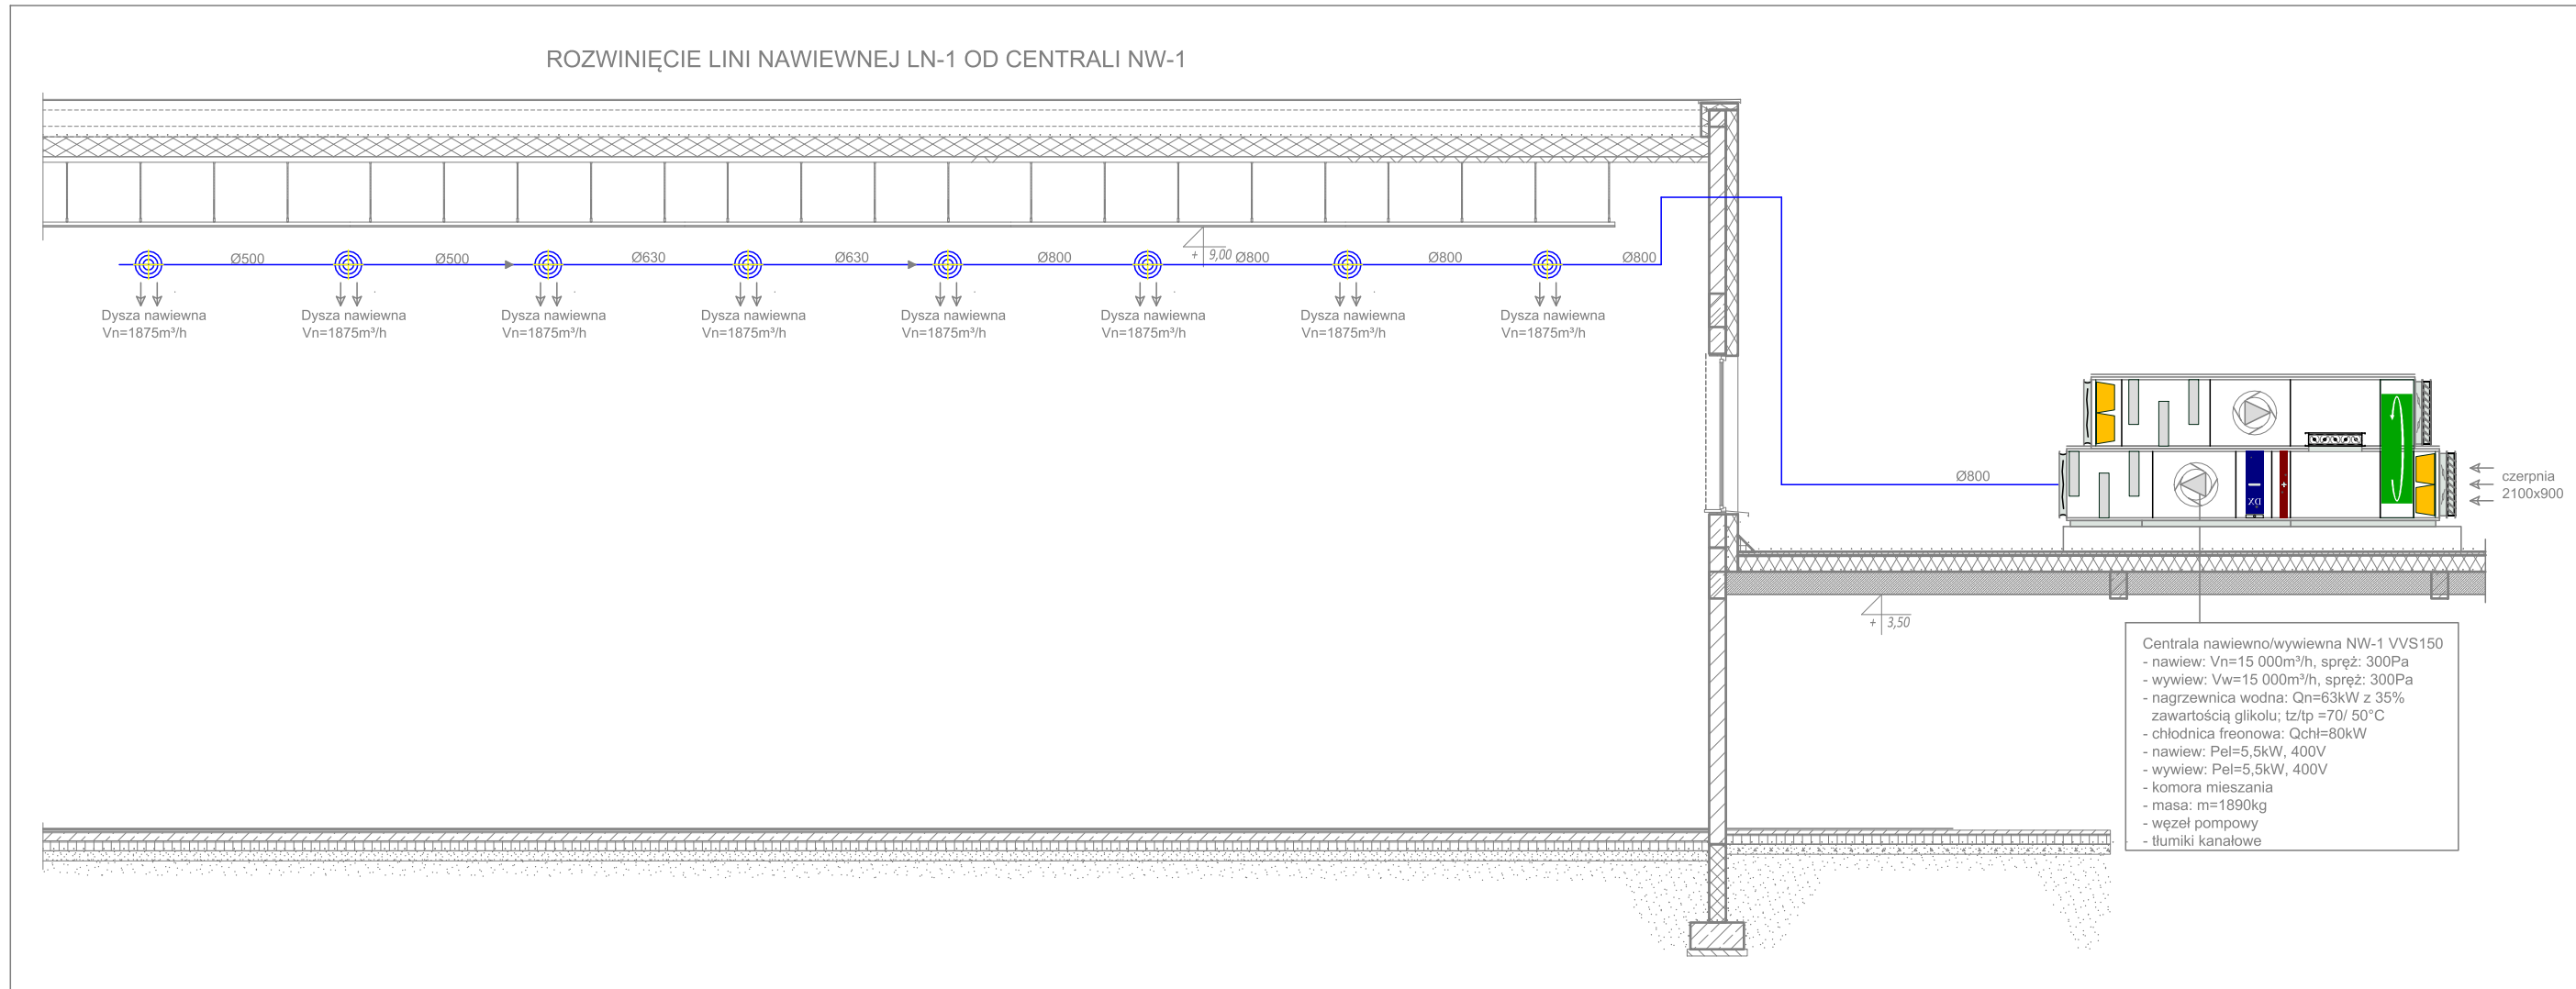 ROZWINIĘCIE LINI NAWIEWNEJ LN-1 OD CENTRALI NW-1
+ 9,00
Ø500
Ø500
Ø630
Ø630
Ø800
Ø800
Ø800
Ø800
Dysza nawiewna
Vn=1875m³/h
Dysza nawiewna
Vn=1875m³/h
Dysza nawiewna
Vn=1875m³/h
Dysza nawiewna
Vn=1875m³/h
Dysza nawiewna
Vn=1875m³/h
Dysza nawiewna
Vn=1875m³/h
Dysza nawiewna
Vn=1875m³/h
Dysza nawiewna
Vn=1875m³/h
Ø800
DX
czerpnia
2100x900
+ 3,50
Centrala nawiewno/wywiewna NW-1 VVS150
- nawiew: Vn=15 000m³/h, spręż: 300Pa
- wywiew: Vw=15 000m³/h, spręż: 300Pa
- nagrzewnica wodna: Qn=63kW z 35%
zawartością glikolu; tz/tp =70/ 50°C
- chłodnica freonowa: Qchł=80kW
- nawiew: Pel=5,5kW, 400V
- wywiew: Pel=5,5kW, 400V
- komora mieszania
- masa: m=1890kg
- węzeł pompowy
- tłumiki kanałowe